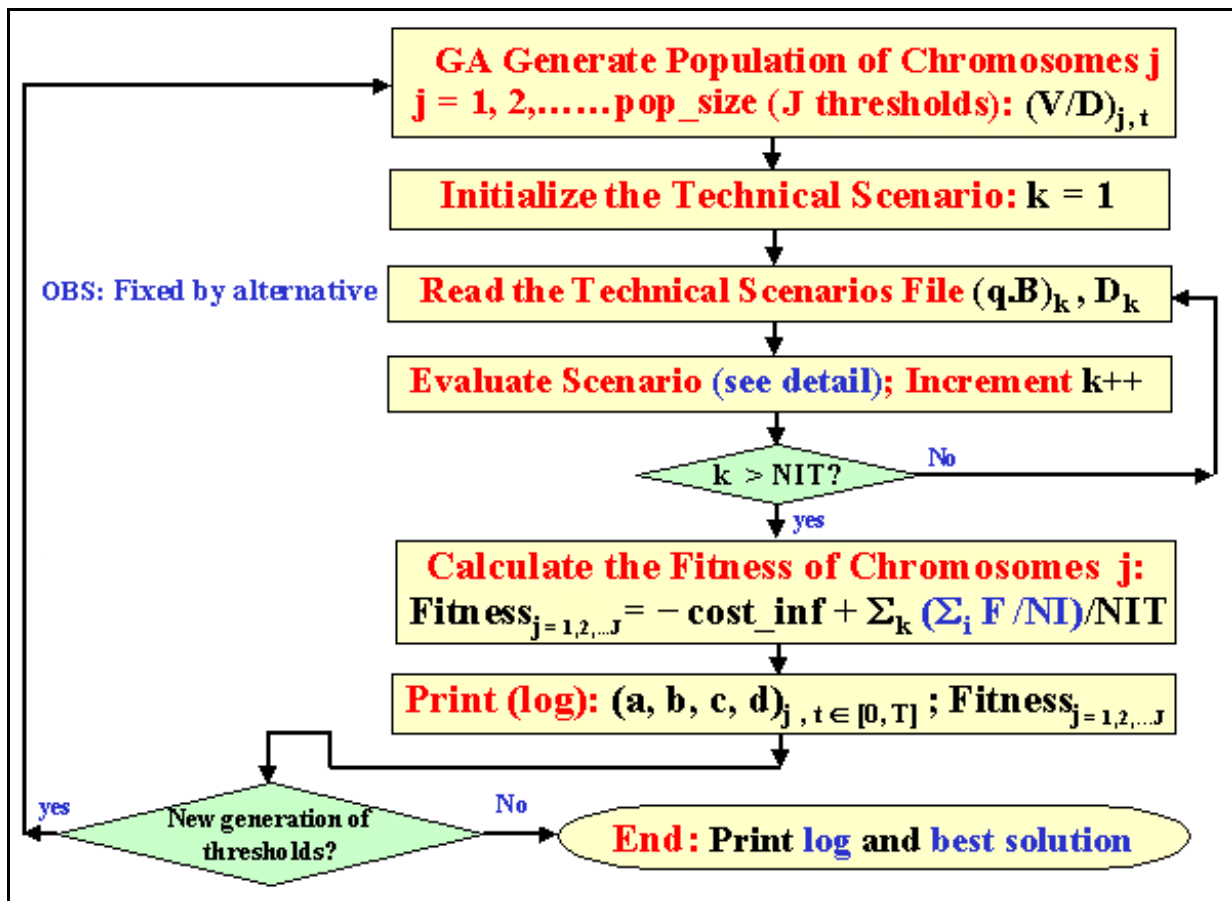 GA Generate Population of Chromosomes j
j = 1, 2,……pop_size (J thresholds): (V/D)j, t
Initialize the Technical Scenario: k = 1
OBS: Fixed by alternative
Read the Technical Scenarios File (q.B)k , Dk
Evaluate Scenario (see detail); Increment k++
k > NIT?
No
yes
Calculate the Fitness of Chromosomes j:
Fitness j = 1,2,...J = – cost_inf + Σk (Σi F /NI)/NIT
Print (log): (a, b, c, d) j , t ∈ [0, T] ; Fitness j = 1,2,...J
yes
New generation of
thresholds?
No
End: Print log and best solution